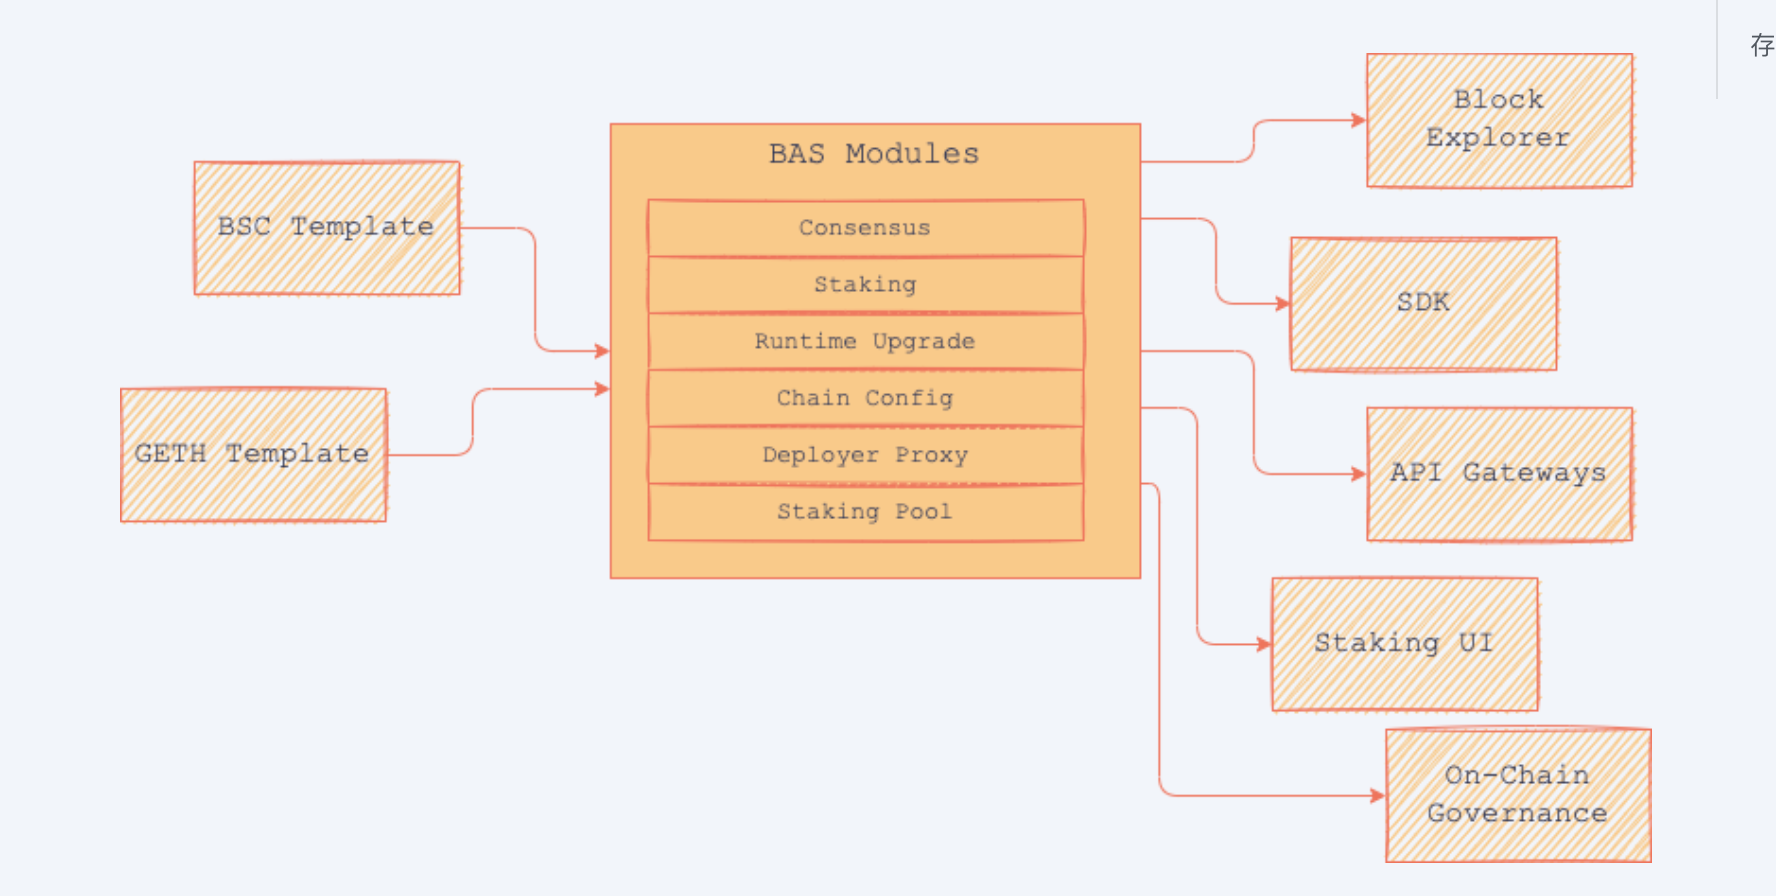 BSC Template
GETH Template
BAS Modules
Consensus
Staking
Runtime Upgrade
Chain Config
Deployer Proxy
Staking Pool
Block
Explorer
SDK
API Gateways
Staking UI
On-Chain
Governance
存